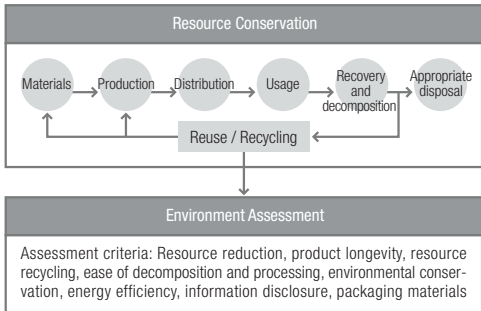 Resource Conservation
Materials
Production
Distribution
Usage
Recovery
and
decomposition
Appropriate
disposal
Reuse / Recycling
Environment Assessment
Assessment criteria: Resource reduction, product longevity, resource
recycling, ease of decomposition and processing, environmental conser-
vation, energy efficiency, information disclosure, packaging materials